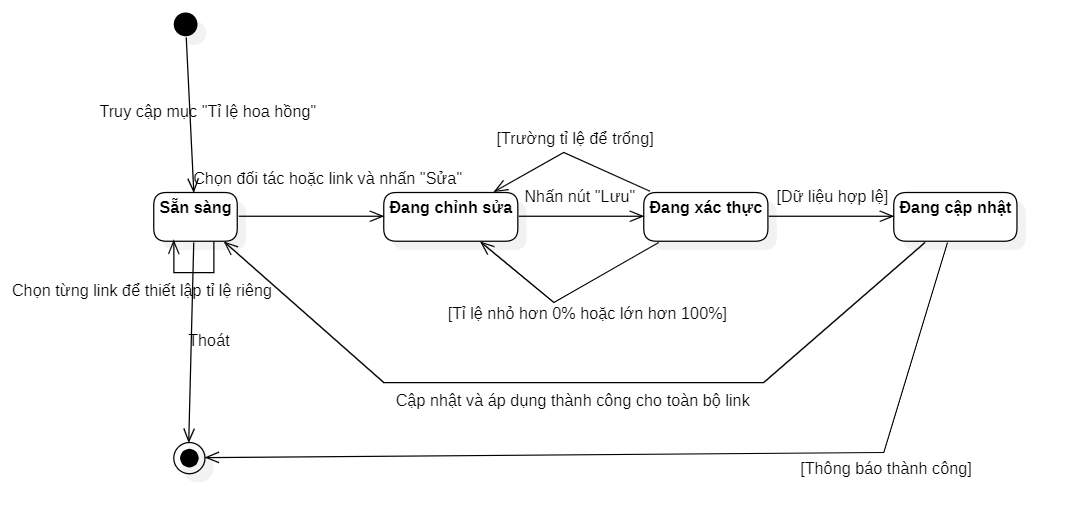 Truy cập mục "Tỉ lệ hoa hồng"
[Trường tỉ lệ để trống]
Chọn đối tác hoặc link và nhấn "Sửa"
Nhấn nút "Lưu"
[Dữ liệu hợp lệ]
Sẵn sàng
Đang chỉnh sửa
Đang xác thực
Đang cập nhật
Chọn từng link để thiết lập tỉ lệ riêng
[Tỉ lệ nhỏ hơn 0% hoặc lớn hơn 100%]
Thoát
Cập nhật và áp dụng thành công cho toàn bộ link
[Thông báo thành công]